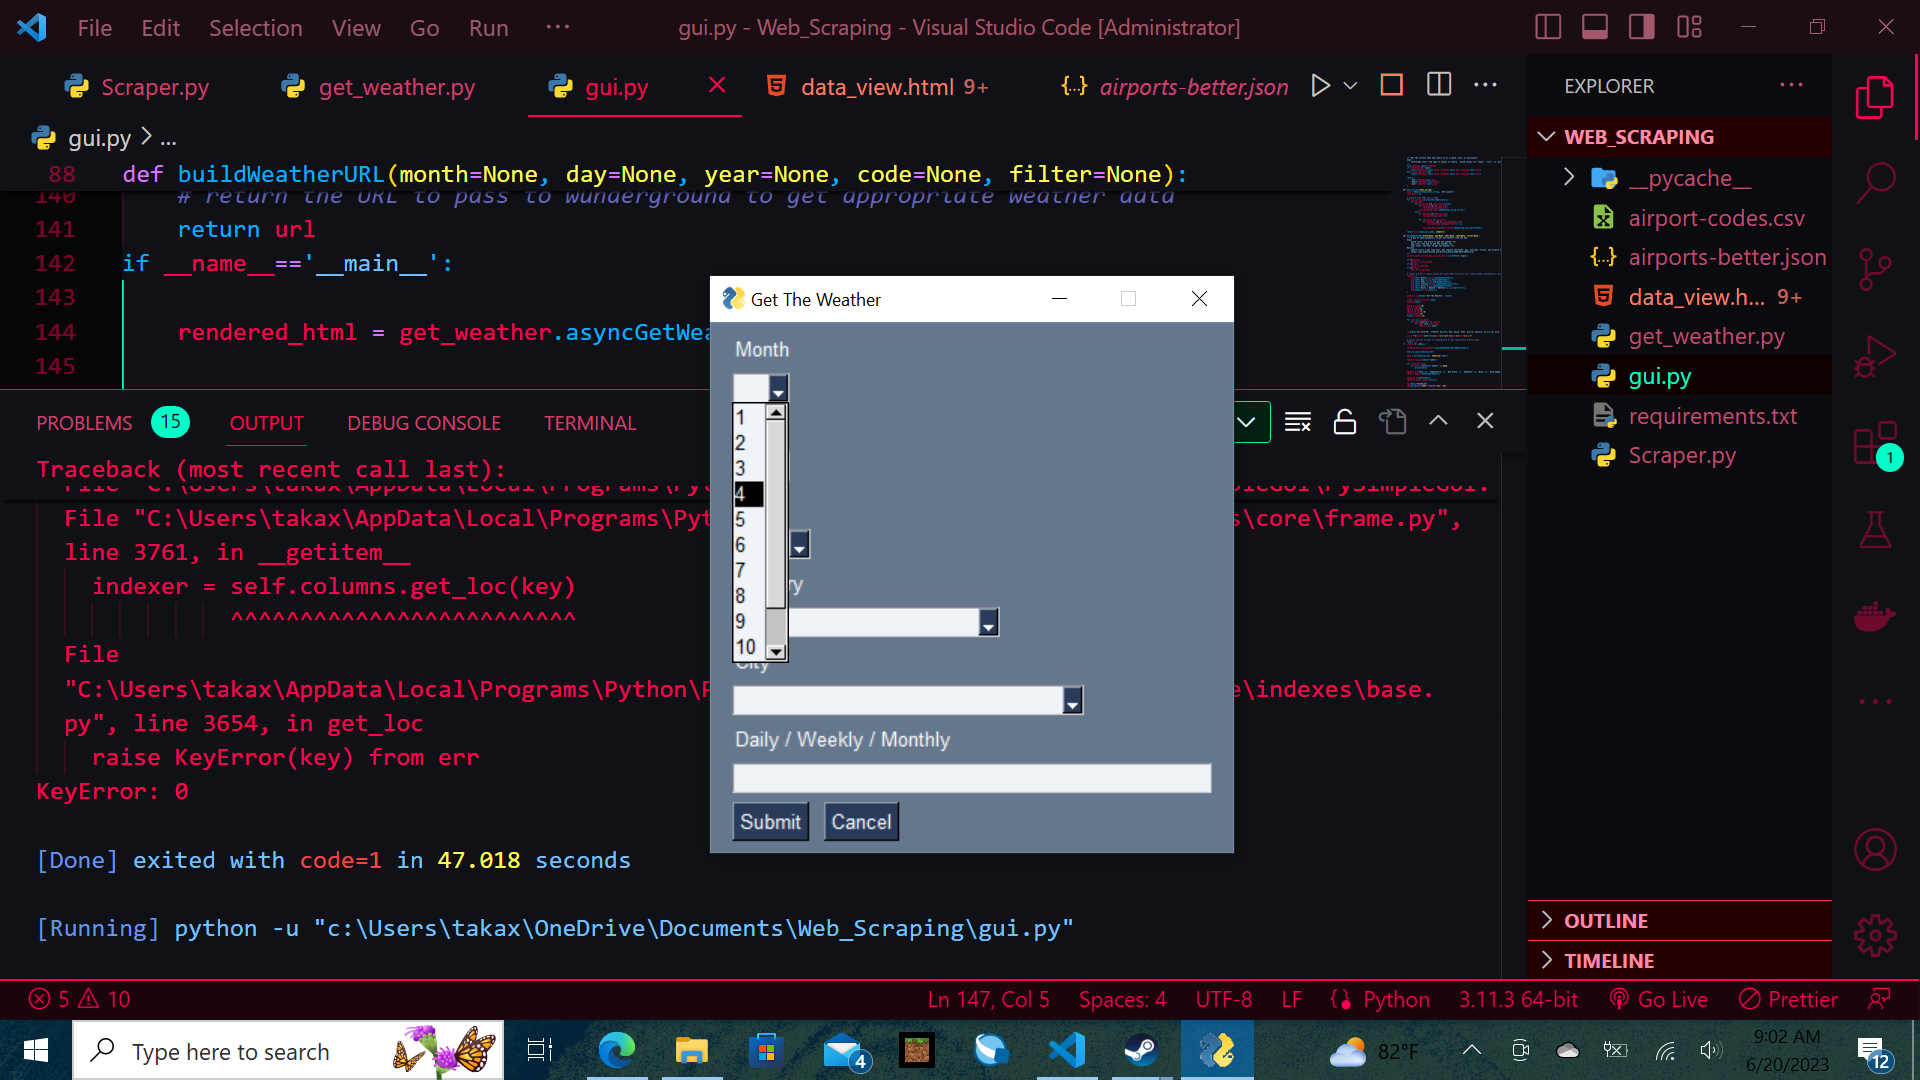 File Edit Selection View Go Run ··· gui.py - Web_Scraping - Visual Studio Code [Administrator]
Scraper.py get_weather.py gui.py data_view.html 9+ airports-better.json
gui.py > ...
88 def buildWeatherURL(month=None, day=None, year=None, code=None, filter=None):
140 # return the URL to pass to wunderground to get appropriate weather data
141 return url
142 if __name__=='__main__':
143
144 rendered_html = get_weather.asyncGetWea
145
PROBLEMS 15 OUTPUT DEBUG CONSOLE TERMINAL
Traceback (most recent call last):
File "C:\Users\takax\AppData\Local\Programs\Pyt
s\core\frame.py",
line 3761, in __getitem__
indexer = self.columns.get_loc(key)
^^^^^^^^^^^^^^^^^^^^^^^^^
File
"C:\Users\takax\AppData\Local\Programs\Python\P
e\indexes\base.
py", line 3654, in get_loc
raise KeyError(key) from err
KeyError: 0
[Done] exited with code=1 in 47.018 seconds
[Running] python -u "c:\Users\takax\OneDrive\Documents\Web_Scraping\gui.py"
Get The Weather
Month
1
2
3
4
5
6
7
8
9
10
ry
City
Daily / Weekly / Monthly
Submit Cancel
EXPLORER ···
WEB_SCRAPING
__pycache__
airport-codes.csv
airports-better.json
data_view.h... 9+
get_weather.py
gui.py
requirements.txt
Scraper.py
1
OUTLINE
TIMELINE
5 10 Ln 147, Col 5 Spaces: 4 UTF-8 LF Python 3.11.3 64-bit Go Live Prettier
Type here to search
4
82°F
9:02 AM
6/20/2023
12